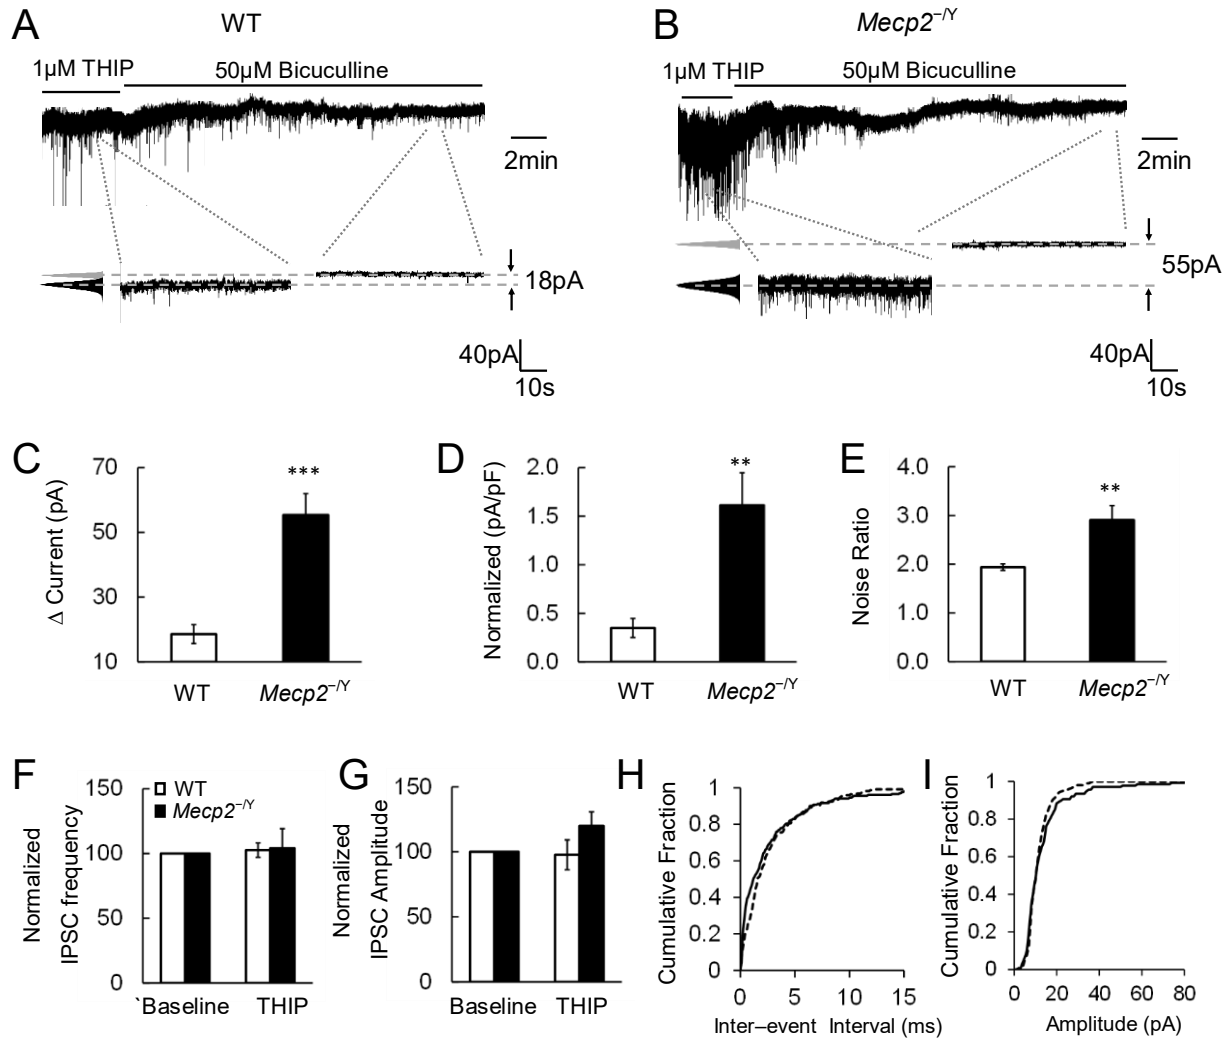 A WT
1μM THIP 50μM Bicuculline
2min
18pA
40pA
10s
B Mecp2⁻/ʸ
1μM THIP 50μM Bicuculline
2min
55pA
40pA
10s
C
Δ Current (pA)
70
50
30
10
***
WT Mecp2⁻/ʸ
D
Normalized (pA/pF)
2.0
1.5
1.0
0.5
0.0
**
WT Mecp2⁻/ʸ
E
Noise Ratio
4.0
3.0
2.0
1.0
0.0
**
WT Mecp2⁻/ʸ
F
Normalized
IPSC frequency
150
100
50
0
WT
Mecp2⁻/ʸ
`Baseline THIP
G
Normalized
IPSC Amplitude
150
100
50
0
Baseline THIP
H
Cumulative Fraction
1
0.8
0.6
0.4
0.2
0
0 5 10 15
Inter–event Interval (ms)
I
Cumulative Fraction
1
0.8
0.6
0.4
0.2
0
0 20 40 60 80
Amplitude (pA)